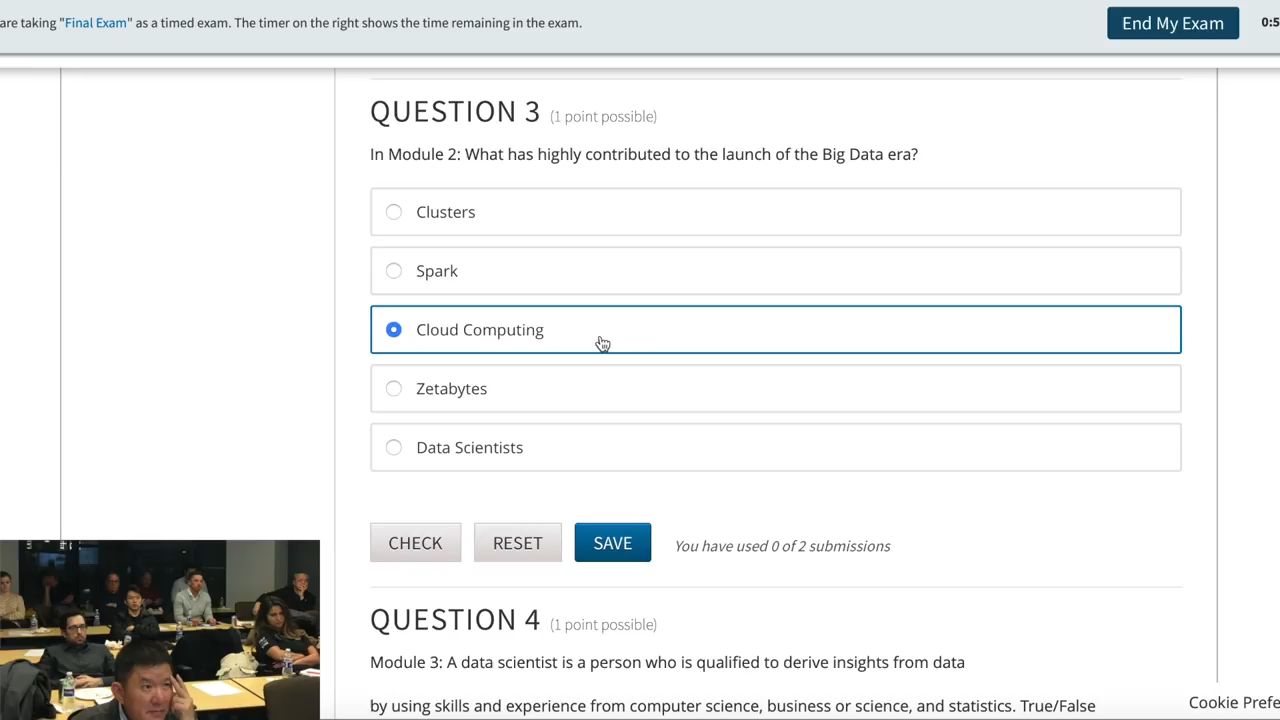 are taking "Final Exam" as a timed exam. The timer on the right shows the time remaining in the exam.
End My Exam
0:5
QUESTION 3 (1 point possible)
In Module 2: What has highly contributed to the launch of the Big Data era?
Clusters
Spark
Cloud Computing
Zetabytes
Data Scientists
CHECK
RESET
SAVE
You have used 0 of 2 submissions
QUESTION 4 (1 point possible)
Module 3: A data scientist is a person who is qualified to derive insights from data
by using skills and experience from computer science, business or science, and statistics. True/False
Cookie Prefe